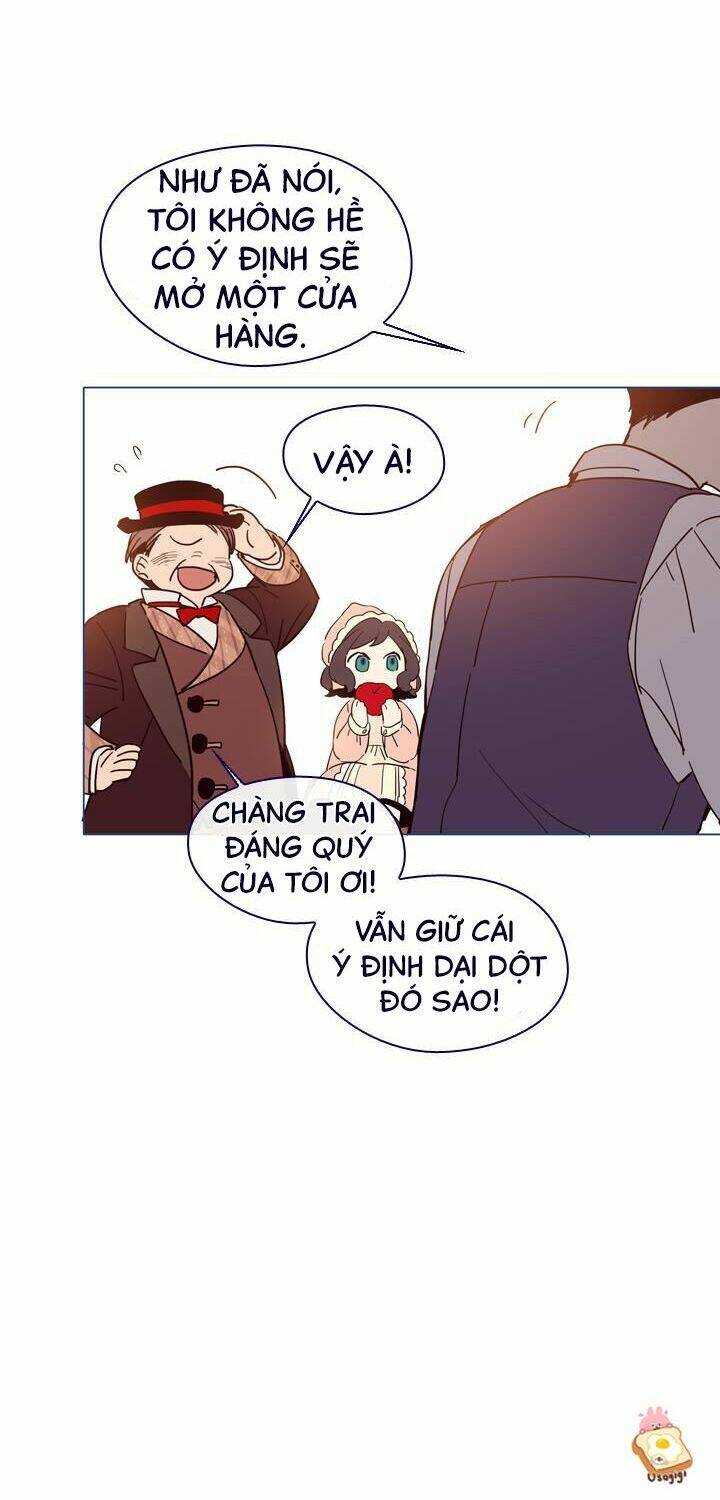 NHƯ ĐÃ NÓI,
TÔI KHÔNG HỀ
CÓ Ý ĐỊNH SẼ
MỞ MỘT CỬA
HÀNG.
VẬY À!
CHÀNG TRAI
ĐÁNG QUÝ
CỦA TÔI ƠI!
VẪN GIỮ CÁI
Ý ĐỊNH DẠI DỘT
ĐÓ SAO!
Usagigi